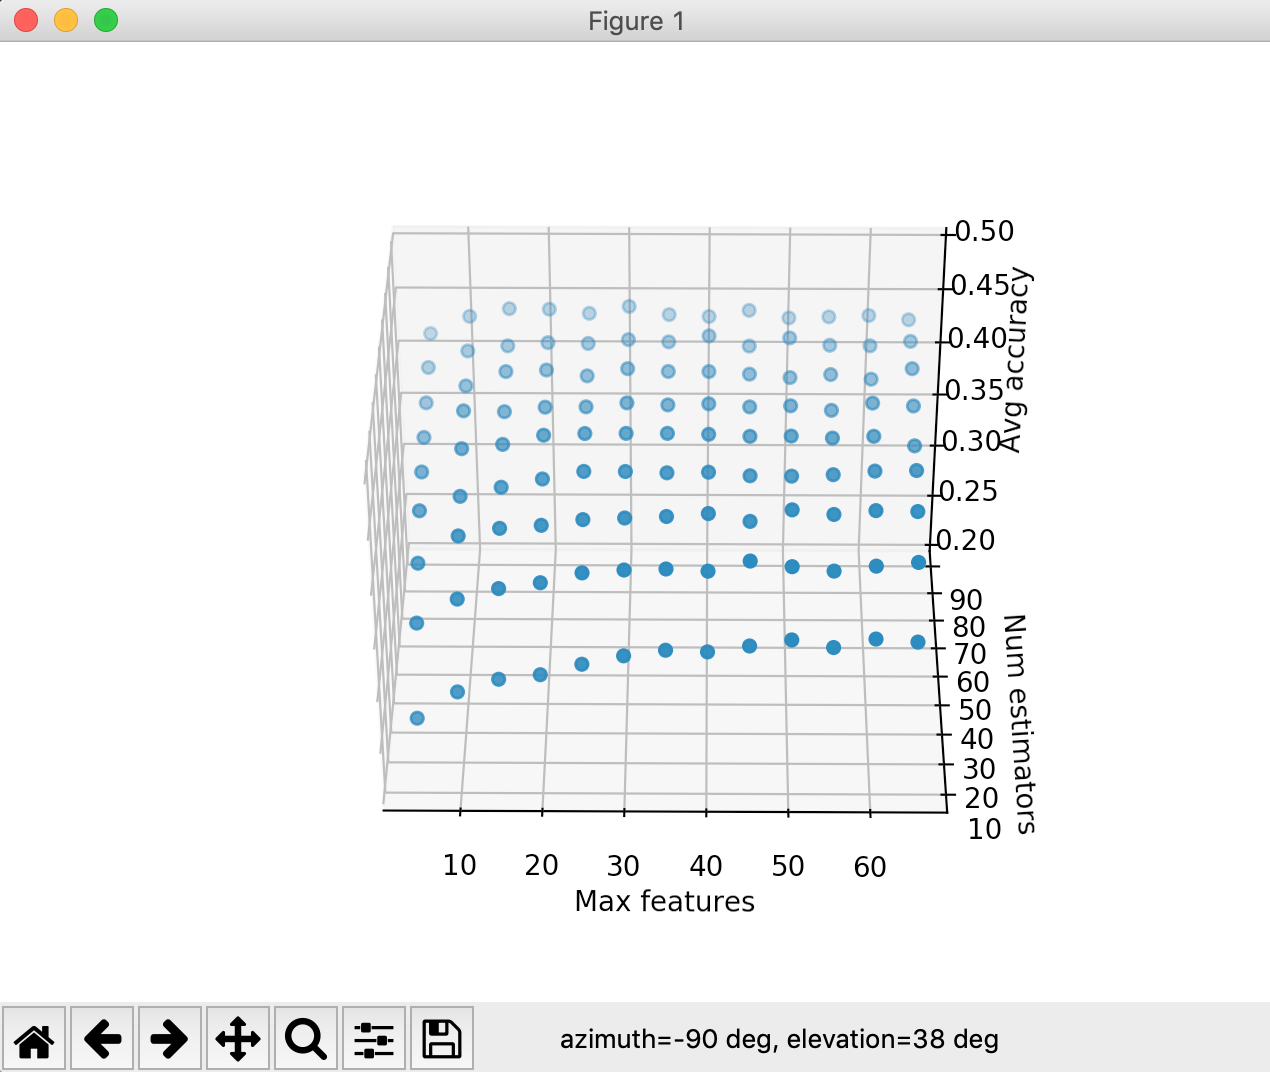 Figure 1
0.50
0.45
0.40
0.35
0.30
0.25
0.20
Avg accuracy
90
80
70
60
50
40
30
20
10
Num estimators
10 20 30 40 50 60
Max features
azimuth=-90 deg, elevation=38 deg